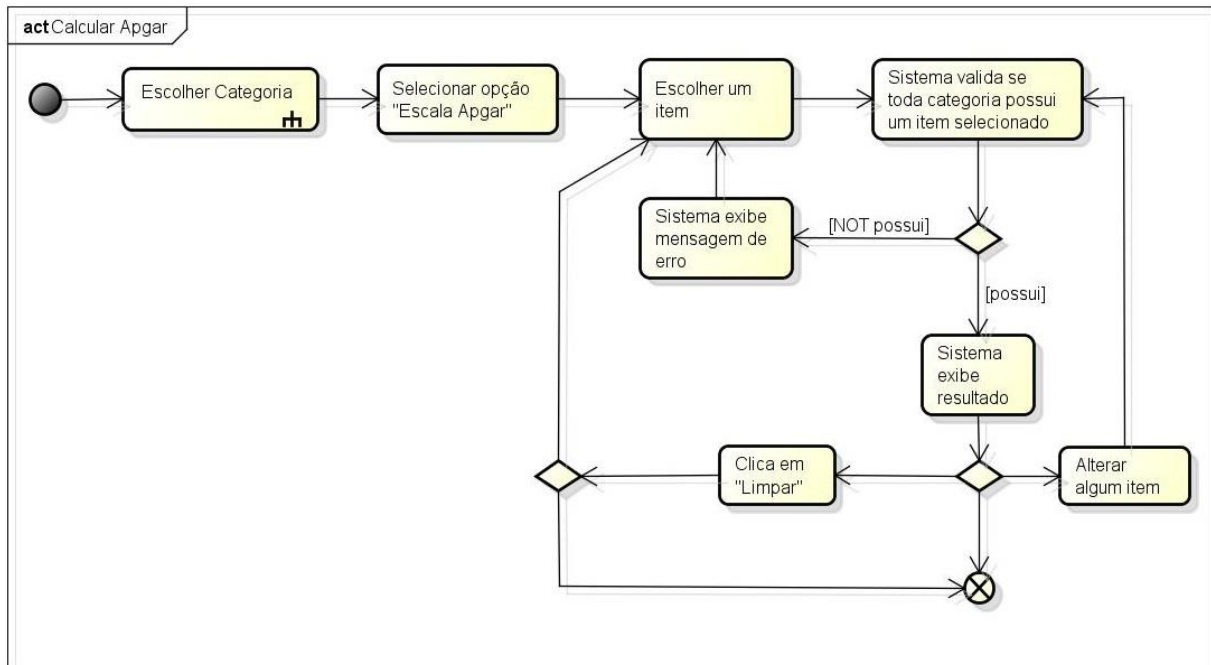 act Calcular Apgar
Escolher Categoria
Selecionar opção
"Escala Apgar"
Escolher um
item
Sistema valida se
toda categoria possui
um item selecionado
Sistema exibe
mensagem de
erro
[NOT possui]
[possui]
Sistema
exibe
resultado
Clica em
"Limpar"
Alterar
algum item